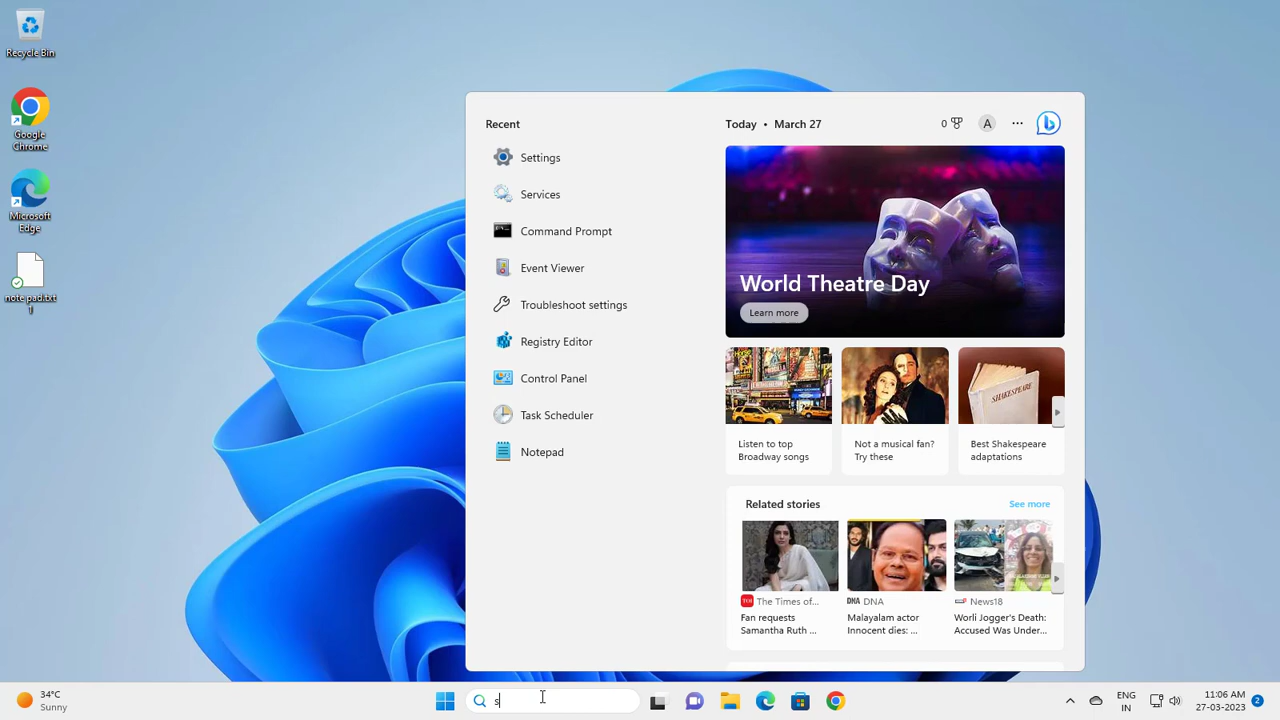 Recycle Bin
Google
Chrome
Microsoft
Edge
note pad.txt
Recent
Settings
Services
Command Prompt
Event Viewer
Troubleshoot settings
Registry Editor
Control Panel
Task Scheduler
Notepad
Today • March 27
0
A
World Theatre Day
Learn more
Listen to top
Broadway songs
Not a musical fan?
Try these
SHAKESPEARE
Best Shakespeare
adaptations
Related stories
See more
TOI The Times of...
Fan requests
Samantha Ruth ...
DNA DNA
Malayalam actor
Innocent dies: ...
News18
Worli Jogger's Death:
Accused Was Under...
34°C
Sunny
s
ENG
IN
11:06 AM
27-03-2023
2